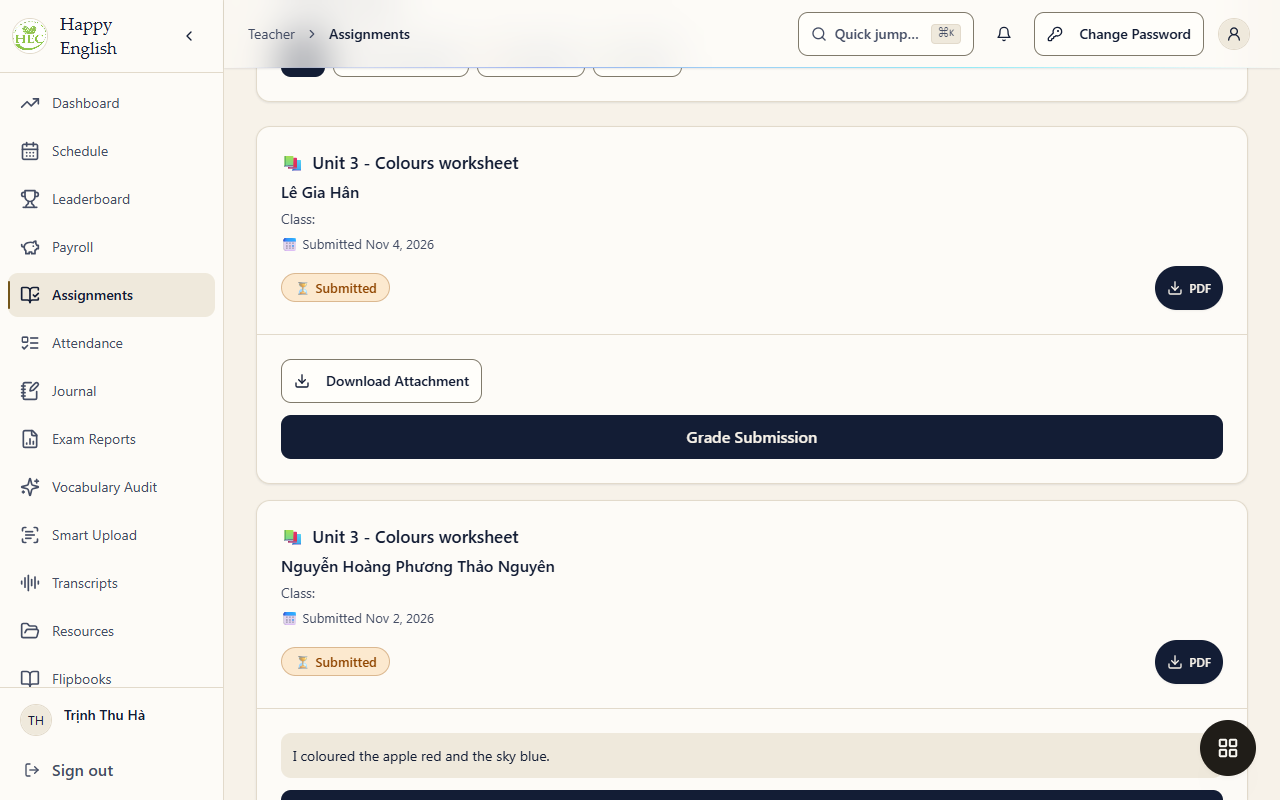 HEC
Happy
English
Teacher
Assignments
Quick jump...
⌘K
Change Password
Dashboard
Schedule
Leaderboard
Payroll
Assignments
Attendance
Journal
Exam Reports
Vocabulary Audit
Smart Upload
Transcripts
Resources
Flipbooks
TH
Trịnh Thu Hà
Sign out
Unit 3 - Colours worksheet
Lê Gia Hân
Class:
Submitted Nov 4, 2026
Submitted
PDF
Download Attachment
Grade Submission
Unit 3 - Colours worksheet
Nguyễn Hoàng Phương Thảo Nguyên
Class:
Submitted Nov 2, 2026
Submitted
PDF
I coloured the apple red and the sky blue.